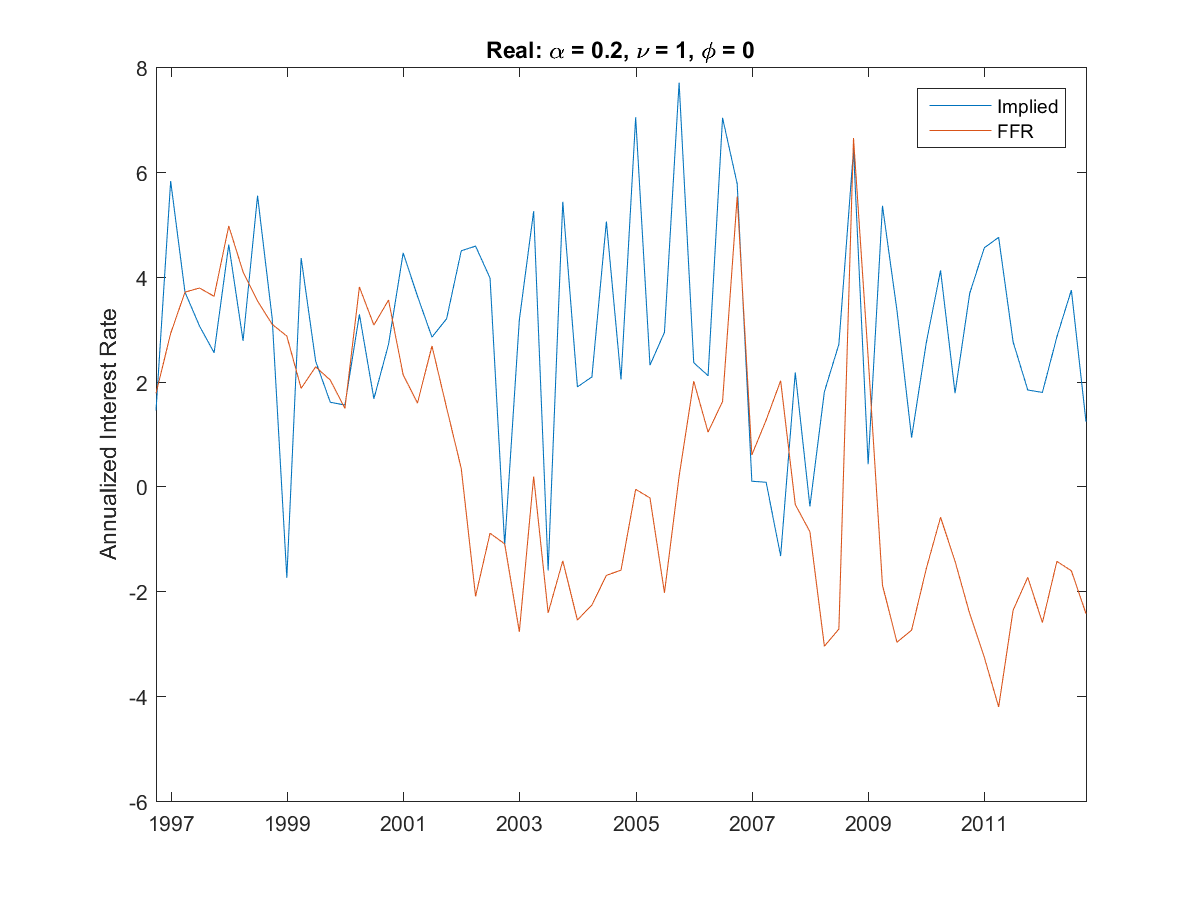 Real: α = 0.2, ν = 1, ϕ = 0
Implied
FFR
Annualized Interest Rate
8
6
4
2
0
-2
-4
-6
1997 1999 2001 2003 2005 2007 2009 2011